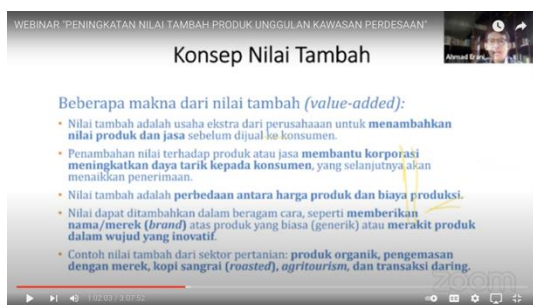 WEBINAR "PENINGKATAN NILAI TAMBAH PRODUK UNGGULAN KAWASAN PERDESAAN"
Ahmad Erani
Konsep Nilai Tambah
Beberapa makna dari nilai tambah (value-added):
• Nilai tambah adalah usaha ekstra dari perusahaaan untuk menambahkan
nilai produk dan jasa sebelum dijual ke konsumen.
• Penambahan nilai terhadap produk atau jasa membantu korporasi
meningkatkan daya tarik kepada konsumen, yang selanjutnya akan
menaikkan penerimaan.
• Nilai tambah adalah perbedaan antara harga produk dan biaya produksi.
• Nilai dapat ditambahkan dalam beragam cara, seperti memberikan
nama/merek (brand) atas produk yang biasa (generik) atau merakit produk
dalam wujud yang inovatif.
• Contoh nilai tambah dari sektor pertanian: produk organik, pengemasan
dengan merek, kopi sangrai (roasted), agritourism, dan transaksi daring.
zoom
1:02:03 / 3:07:52